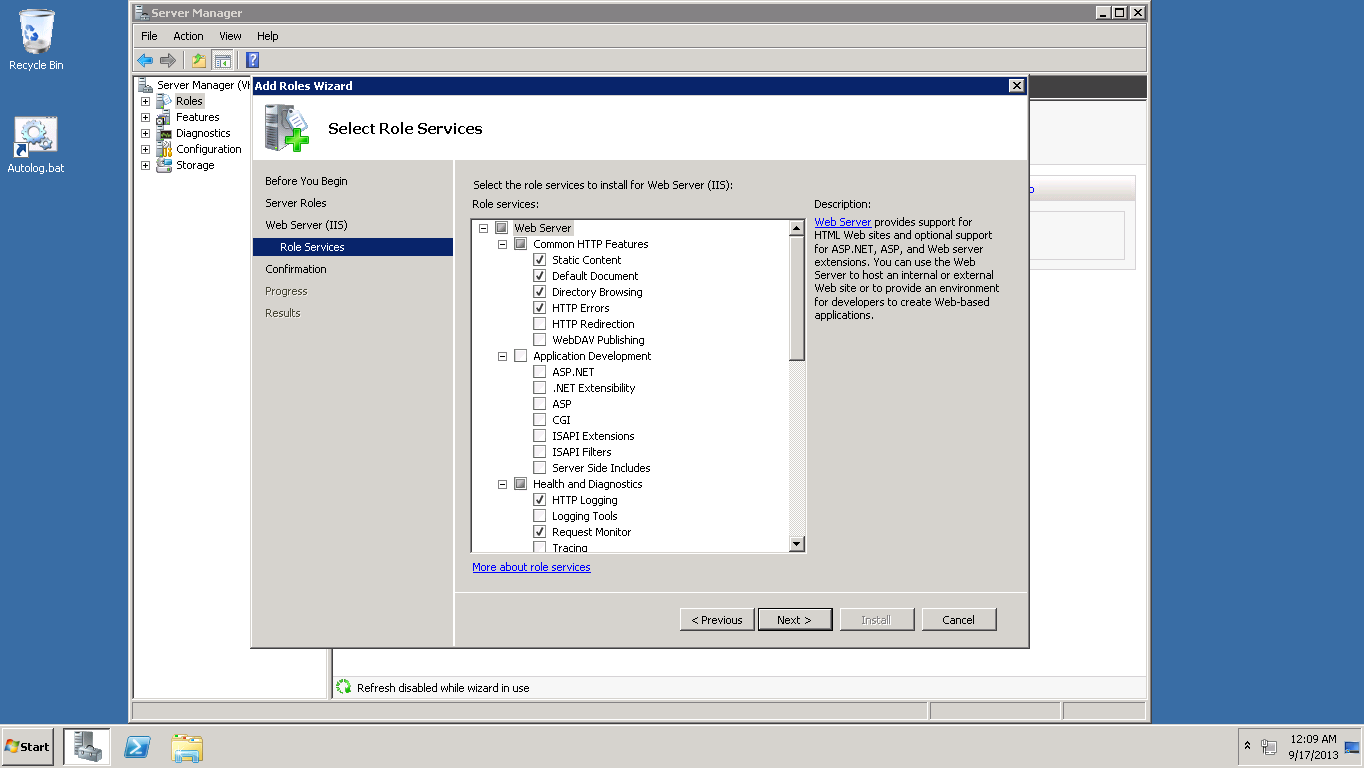 Server Manager
Recycle Bin
Autolog.bat
File Action View Help
Server Manager (V
Roles
Features
Diagnostics
Configuration
Storage
Add Roles Wizard
Select Role Services
Before You Begin
Server Roles
Web Server (IIS)
Role Services
Confirmation
Progress
Results
Select the role services to install for Web Server (IIS):
Role services:
Web Server
Common HTTP Features
Static Content
Default Document
Directory Browsing
HTTP Errors
HTTP Redirection
WebDAV Publishing
Application Development
ASP.NET
.NET Extensibility
ASP
CGI
ISAPI Extensions
ISAPI Filters
Server Side Includes
Health and Diagnostics
HTTP Logging
Logging Tools
Request Monitor
Tracing
More about role services
Description:
Web Server provides support for
HTML Web sites and optional support
for ASP.NET, ASP, and Web server
extensions. You can use the Web
Server to host an internal or external
Web site or to provide an environment
for developers to create Web-based
applications.
< Previous Next > Install Cancel
Refresh disabled while wizard in use
Start
12:09 AM
9/17/2013